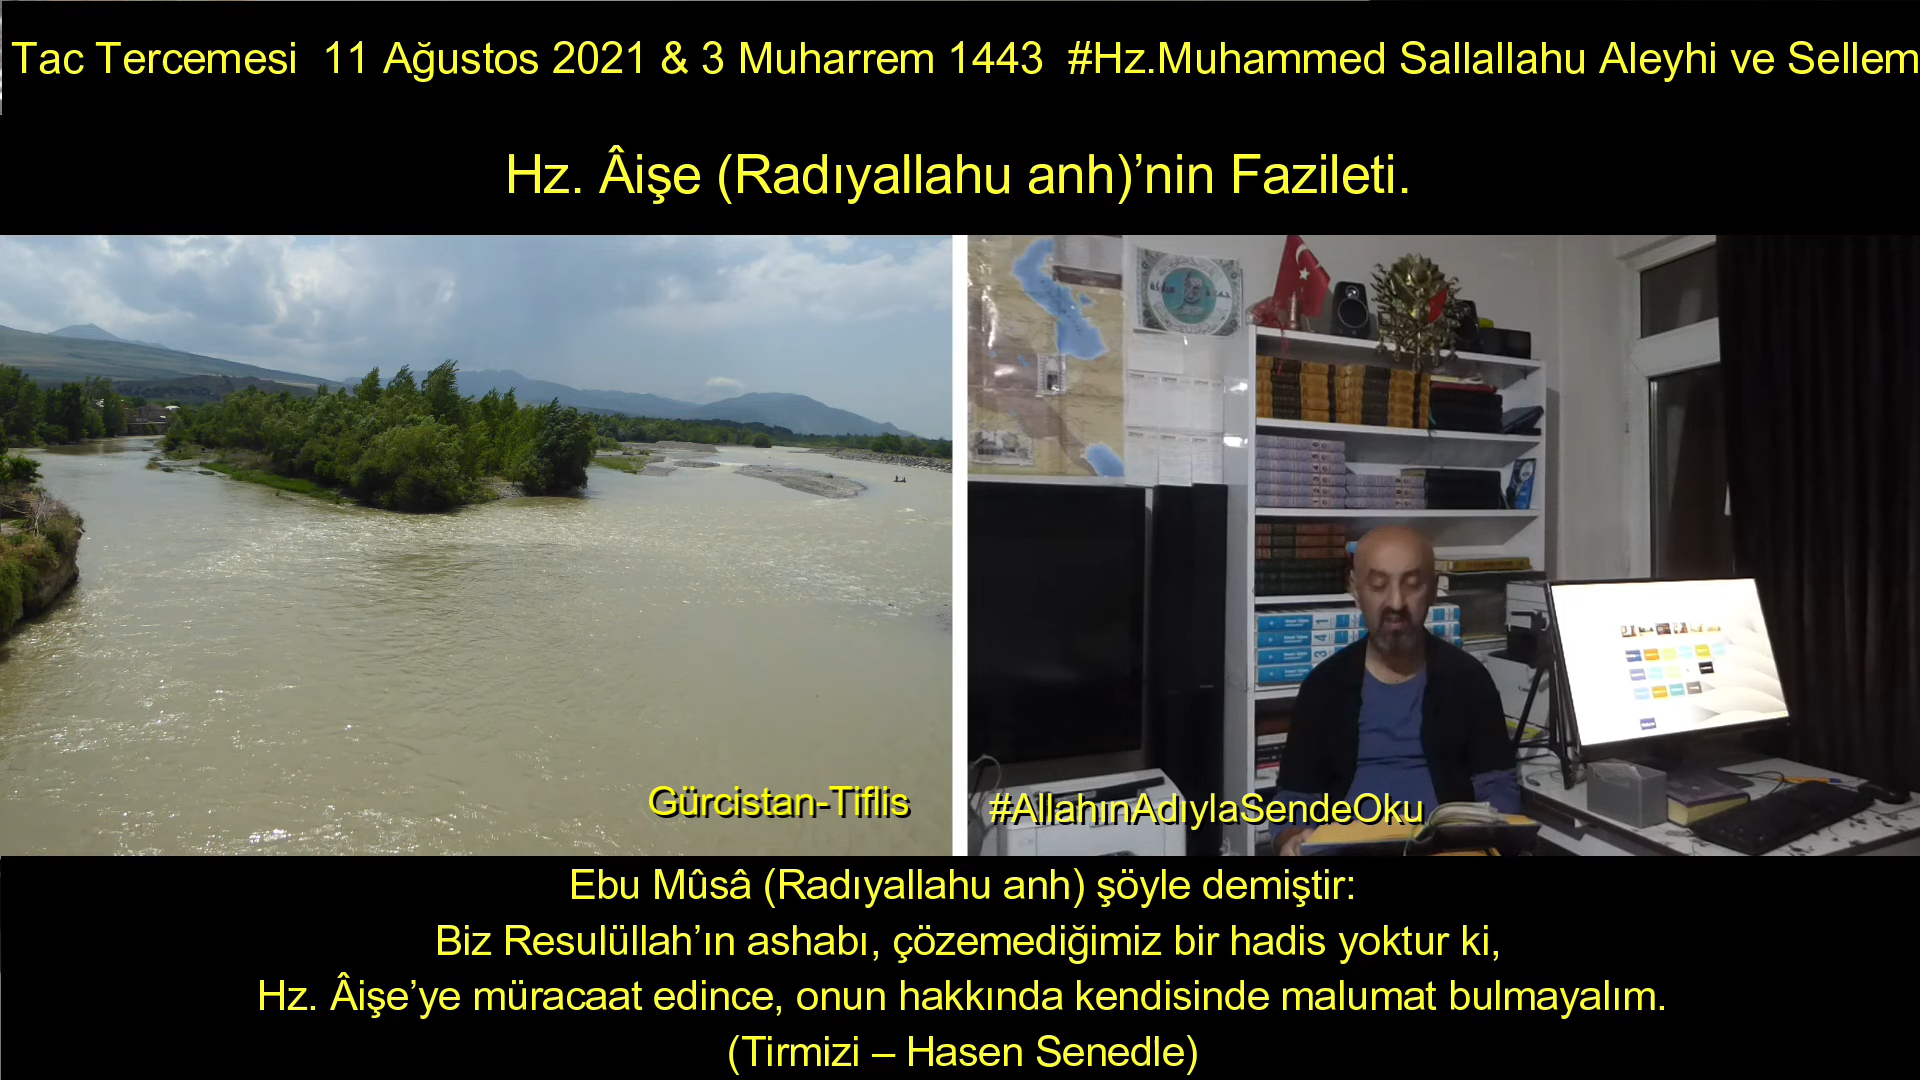 Tac Tercemesi  11 Ağustos 2021 & 3 Muharrem 1443  #Hz.Muhammed Sallallahu Aleyhi ve Sellem
Hz. Âişe (Radıyallahu anh)’nin Fazileti.
Gürcistan-Tiflis
#AllahınAdıylaSendeOku
Ebu Mûsâ (Radıyallahu anh) şöyle demiştir:
Biz Resulüllah’ın ashabı, çözemediğimiz bir hadis yoktur ki,
Hz. Âişe’ye müracaat edince, onun hakkında kendisinde malumat bulmayalım.
(Tirmizi – Hasen Senedle)